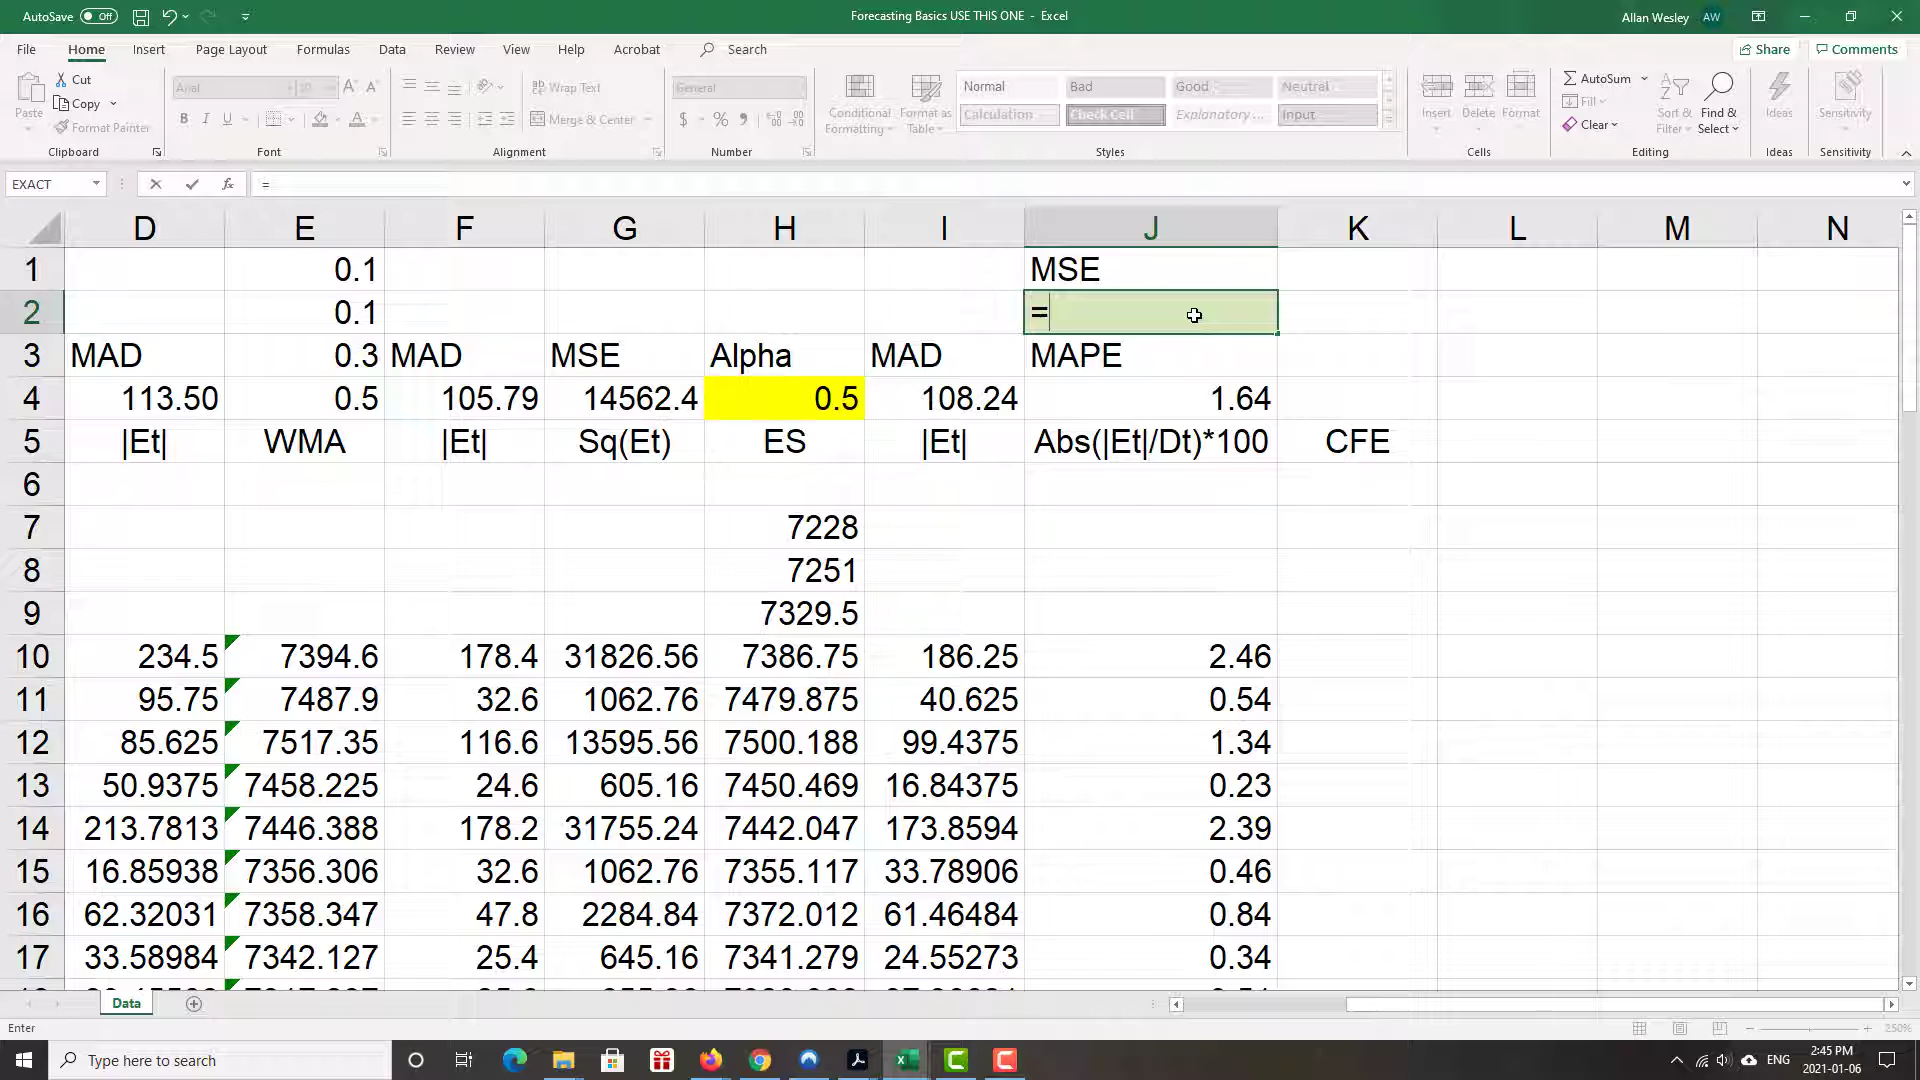 AutoSave Off
Forecasting Basics USE THIS ONE - Excel
Allan Wesley AW
File Home Insert Page Layout Formulas Data Review View Help Acrobat Search
Share Comments
Paste
Cut
Copy
Format Painter
Clipboard
Arial 10
B I U
Font
Wrap Text
Merge & Center
Alignment
General
$ % 9
Number
Conditional Formatting
Format as Table
Normal Bad Good Neutral
Calculation Check Cell Explanatory ... Input
Styles
Insert Delete Format
Cells
AutoSum
Fill
Clear
Sort & Filter
Find & Select
Editing
Ideas
Ideas
Sensitivity
Sensitivity
EXACT fx =
D E F G H I J K L M N
1 0.1 MSE
2 0.1 =
3 MAD 0.3 MAD MSE Alpha MAD MAPE
4 113.50 0.5 105.79 14562.4 0.5 108.24 1.64
5 |Et| WMA |Et| Sq(Et) ES |Et| Abs(|Et|/Dt)*100 CFE
6
7 7228
8 7251
9 7329.5
10 234.5 7394.6 178.4 31826.56 7386.75 186.25 2.46
11 95.75 7487.9 32.6 1062.76 7479.875 40.625 0.54
12 85.625 7517.35 116.6 13595.56 7500.188 99.4375 1.34
13 50.9375 7458.225 24.6 605.16 7450.469 16.84375 0.23
14 213.7813 7446.388 178.2 31755.24 7442.047 173.8594 2.39
15 16.85938 7356.306 32.6 1062.76 7355.117 33.78906 0.46
16 62.32031 7358.347 47.8 2284.84 7372.012 61.46484 0.84
17 33.58984 7342.127 25.4 645.16 7341.279 24.55273 0.34
Data
Enter
250%
Type here to search
ENG
2:45 PM
2021-01-06